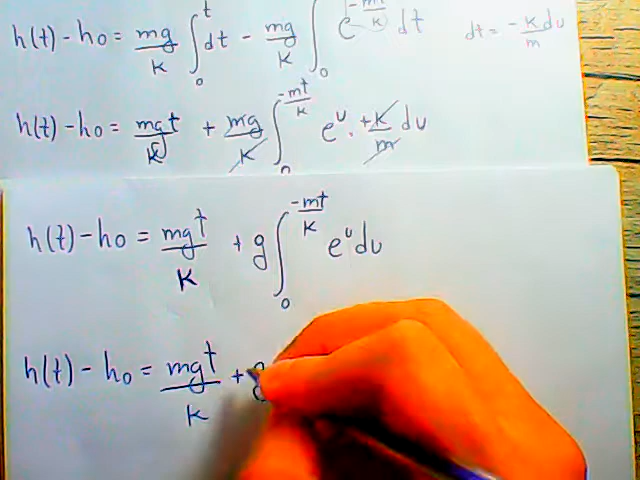 h(t) - h₀ = mg/k ∫₀ᵗ dt - mg/k ∫₀ e^(-mt/k) dt    dt = -k du/m
h(t) - h₀ = mgt/k + mg/k ∫₀^(-mt/k) eᵘ · +k/m du
h(t) - h₀ = mgt/k + g ∫₀^(-mt/k) eᵘ du
h(t) - h₀ = mgt/k + g